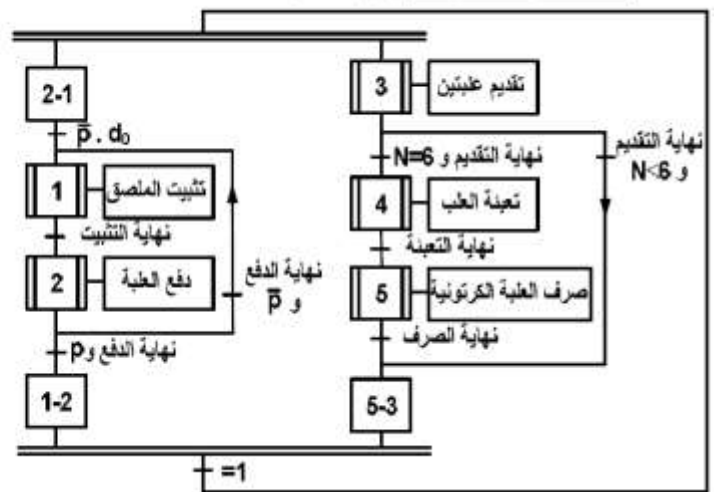 2-1
p̅ . d₀
1
تثبيت الملصق
نهاية التثبيت
2
دفع العلبة
نهاية الدفع
و p̅
نهاية الدفع و p
1-2
3
تقديم علبتين
نهاية التقديم و N=6
نهاية التقديم
و N<6
4
تعبئة العلب
نهاية التعبئة
5
صرف العلبة الكرتونية
نهاية الصرف
5-3
=1